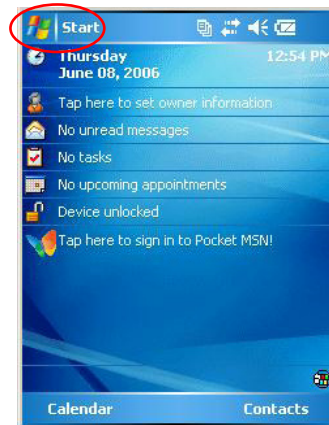 Start
Thursday 12:54 PM
June 08, 2006
Tap here to set owner information
No unread messages
No tasks
No upcoming appointments
Device unlocked
Tap here to sign in to Pocket MSN!
Calendar Contacts